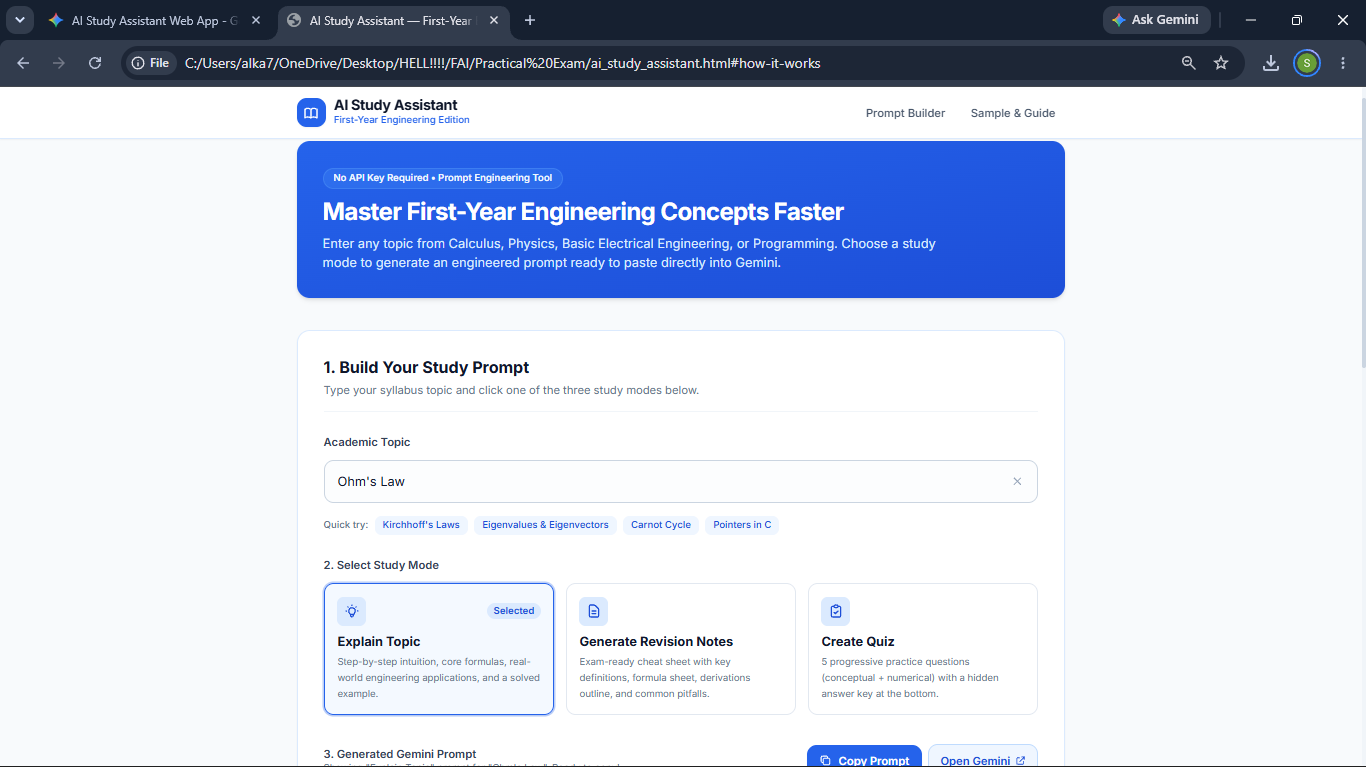 AI Study Assistant Web App - G
AI Study Assistant — First-Year
Ask Gemini
File
C:/Users/alka7/OneDrive/Desktop/HELL!!!!/FAI/Practical%20Exam/ai_study_assistant.html#how-it-works
S
AI Study Assistant
First-Year Engineering Edition
Prompt Builder
Sample & Guide
No API Key Required • Prompt Engineering Tool
Master First-Year Engineering Concepts Faster
Enter any topic from Calculus, Physics, Basic Electrical Engineering, or Programming. Choose a study
mode to generate an engineered prompt ready to paste directly into Gemini.
1. Build Your Study Prompt
Type your syllabus topic and click one of the three study modes below.
Academic Topic
Ohm's Law
Quick try: Kirchhoff's Laws Eigenvalues & Eigenvectors Carnot Cycle Pointers in C
2. Select Study Mode
Selected
Explain Topic
Step-by-step intuition, core formulas, real-
world engineering applications, and a solved
example.
Generate Revision Notes
Exam-ready cheat sheet with key
definitions, formula sheet, derivations
outline, and common pitfalls.
Create Quiz
5 progressive practice questions
(conceptual + numerical) with a hidden
answer key at the bottom.
3. Generated Gemini Prompt
Copy Prompt
Open Gemini